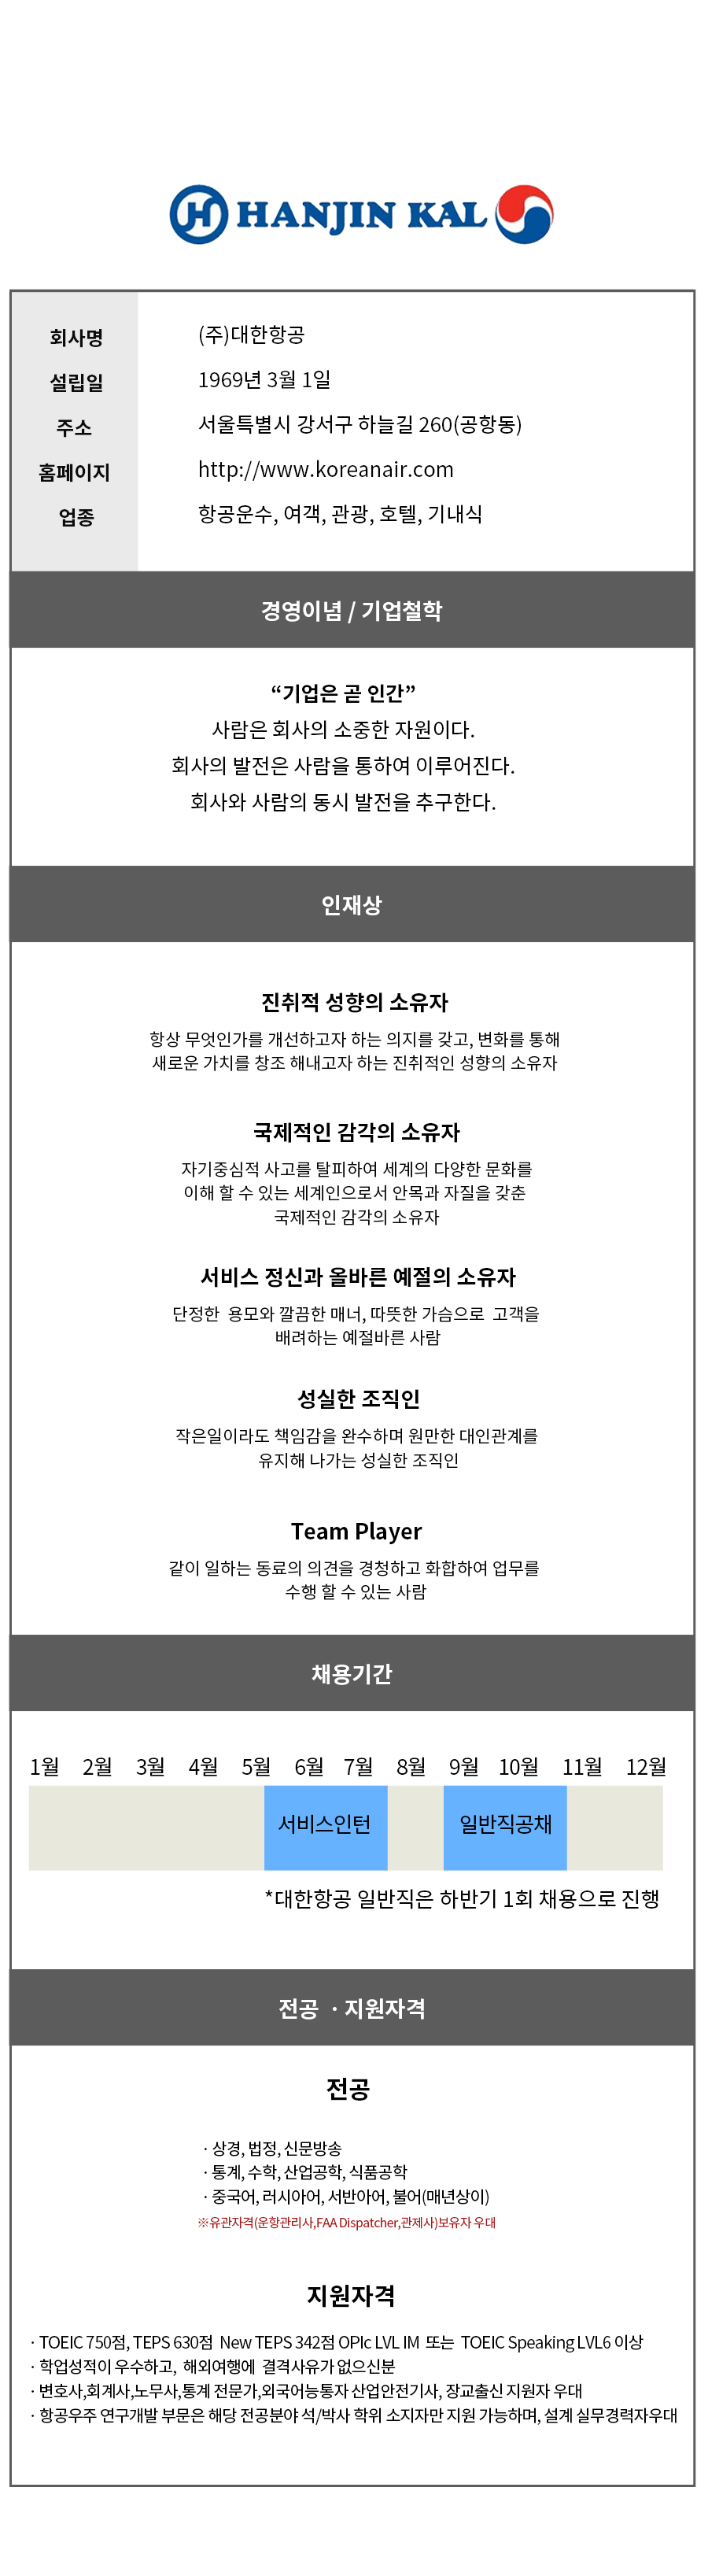 HANJIN KAL
회사명 (주)대한항공
설립일 1969년 3월 1일
주소 서울특별시 강서구 하늘길 260(공항동)
홈페이지 http://www.koreanair.com
업종 항공운수, 여객, 관광, 호텔, 기내식
경영이념 / 기업철학
“기업은 곧 인간”
사람은 회사의 소중한 자원이다.
회사의 발전은 사람을 통하여 이루어진다.
회사와 사람의 동시 발전을 추구한다.
인재상
진취적 성향의 소유자
항상 무엇인가를 개선하고자 하는 의지를 갖고, 변화를 통해
새로운 가치를 창조 해내고자 하는 진취적인 성향의 소유자
국제적인 감각의 소유자
자기중심적 사고를 탈피하여 세계의 다양한 문화를
이해 할 수 있는 세계인으로서 안목과 자질을 갖춘
국제적인 감각의 소유자
서비스 정신과 올바른 예절의 소유자
단정한 용모와 깔끔한 매너, 따뜻한 가슴으로 고객을
배려하는 예절바른 사람
성실한 조직인
작은일이라도 책임감을 완수하며 원만한 대인관계를
유지해 나가는 성실한 조직인
Team Player
같이 일하는 동료의 의견을 경청하고 화합하여 업무를
수행 할 수 있는 사람
채용기간
1월 2월 3월 4월 5월 6월 7월 8월 9월 10월 11월 12월
서비스인턴 일반직공채
*대한항공 일반직은 하반기 1회 채용으로 진행
전공 · 지원자격
전공
· 상경, 법정, 신문방송
· 통계, 수학, 산업공학, 식품공학
· 중국어, 러시아어, 서반아어, 불어(매년상이)
※유관자격(운항관리사,FAA Dispatcher,관제사)보유자 우대
지원자격
· TOEIC 750점, TEPS 630점 New TEPS 342점 OPIc LVL IM 또는 TOEIC Speaking LVL6 이상
· 학업성적이 우수하고, 해외여행에 결격사유가 없으신분
· 변호사,회계사,노무사,통계 전문가,외국어능통자 산업안전기사, 장교출신 지원자 우대
· 항공우주 연구개발 부문은 해당 전공분야 석/박사 학위 소지자만 지원 가능하며, 설계 실무경력자우대